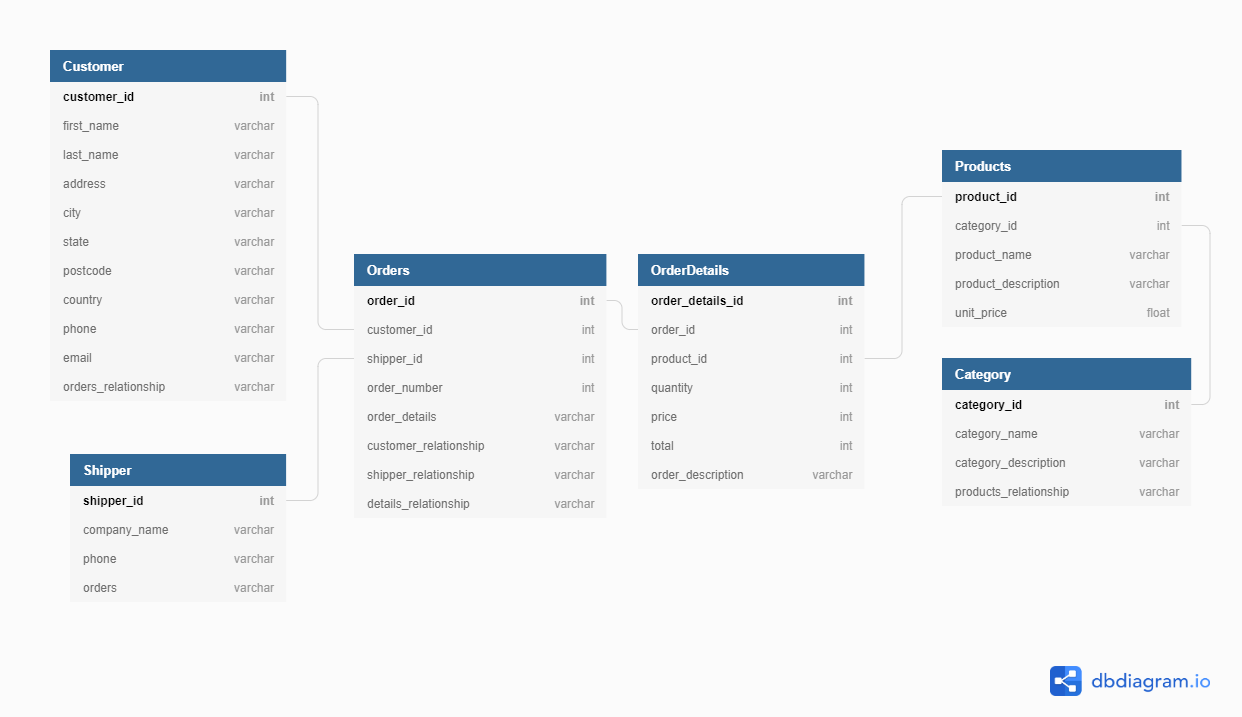 Customer
customer_id int
first_name varchar
last_name varchar
address varchar
city varchar
state varchar
postcode varchar
country varchar
phone varchar
email varchar
orders_relationship varchar
Shipper
shipper_id int
company_name varchar
phone varchar
orders varchar
Orders
order_id int
customer_id int
shipper_id int
order_number int
order_details varchar
customer_relationship varchar
shipper_relationship varchar
details_relationship varchar
OrderDetails
order_details_id int
order_id int
product_id int
quantity int
price int
total int
order_description varchar
Products
product_id int
category_id int
product_name varchar
product_description varchar
unit_price float
Category
category_id int
category_name varchar
category_description varchar
products_relationship varchar
dbdiagram.io